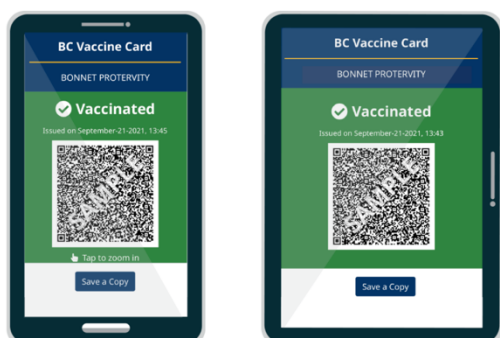 BC Vaccine Card
BONNET PROTERVITY
Vaccinated
Issued on September-21-2021, 13:45
SAMPLE
Tap to zoom in
Save a Copy
BC Vaccine Card
BONNET PROTERVITY
Vaccinated
Issued on September-21-2021, 13:43
SAMPLE
Save a Copy